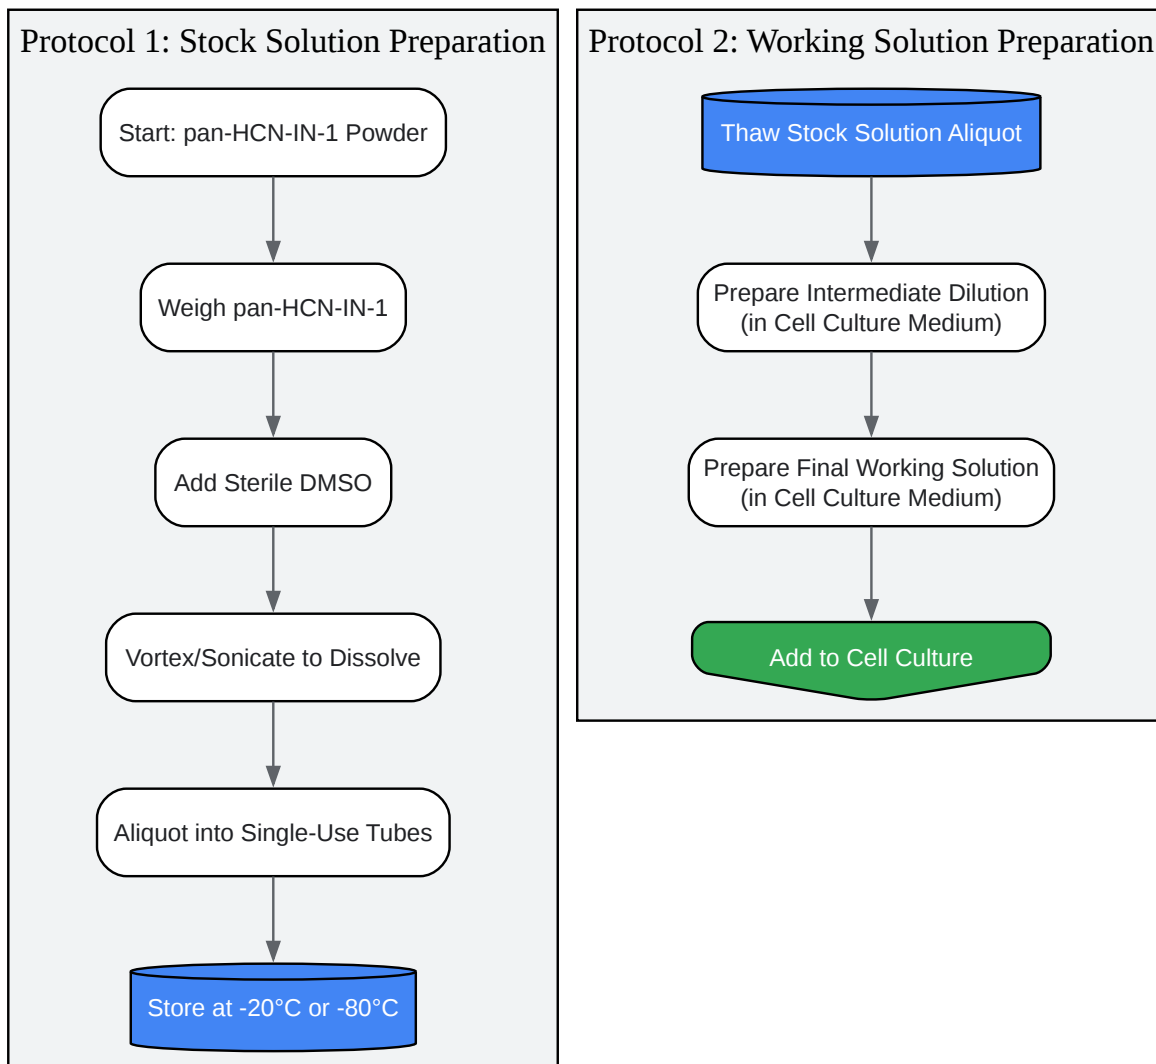 Protocol 1: Stock Solution Preparation
Start: pan-HCN-IN-1 Powder
Weigh pan-HCN-IN-1
Add Sterile DMSO
Vortex/Sonicate to Dissolve
Aliquot into Single-Use Tubes
Store at -20°C or -80°C
Protocol 2: Working Solution Preparation
Thaw Stock Solution Aliquot
Prepare Intermediate Dilution
(in Cell Culture Medium)
Prepare Final Working Solution
(in Cell Culture Medium)
Add to Cell Culture